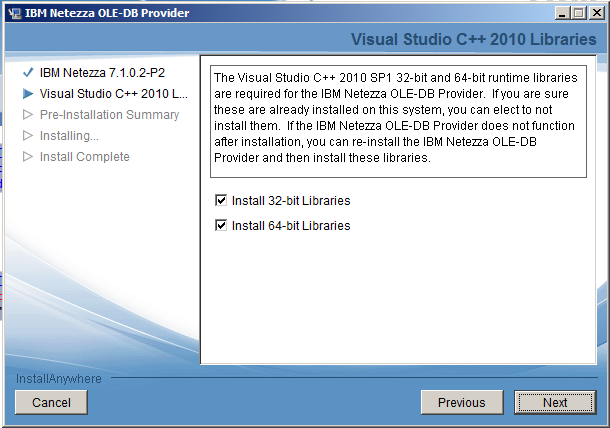 IBM Netezza OLE-DB Provider
Visual Studio C++ 2010 Libraries
IBM Netezza 7.1.0.2-P2
Visual Studio C++ 2010 L...
Pre-Installation Summary
Installing...
Install Complete
The Visual Studio C++ 2010 SP1 32-bit and 64-bit runtime libraries
are required for the IBM Netezza OLE-DB Provider.  If you are sure
these are already installed on this system, you can elect to not
install them.  If the IBM Netezza OLE-DB Provider does not function
after installation, you can re-install the IBM Netezza OLE-DB
Provider and then install these libraries.
Install 32-bit Libraries
Install 64-bit Libraries
InstallAnywhere
Cancel
Previous
Next